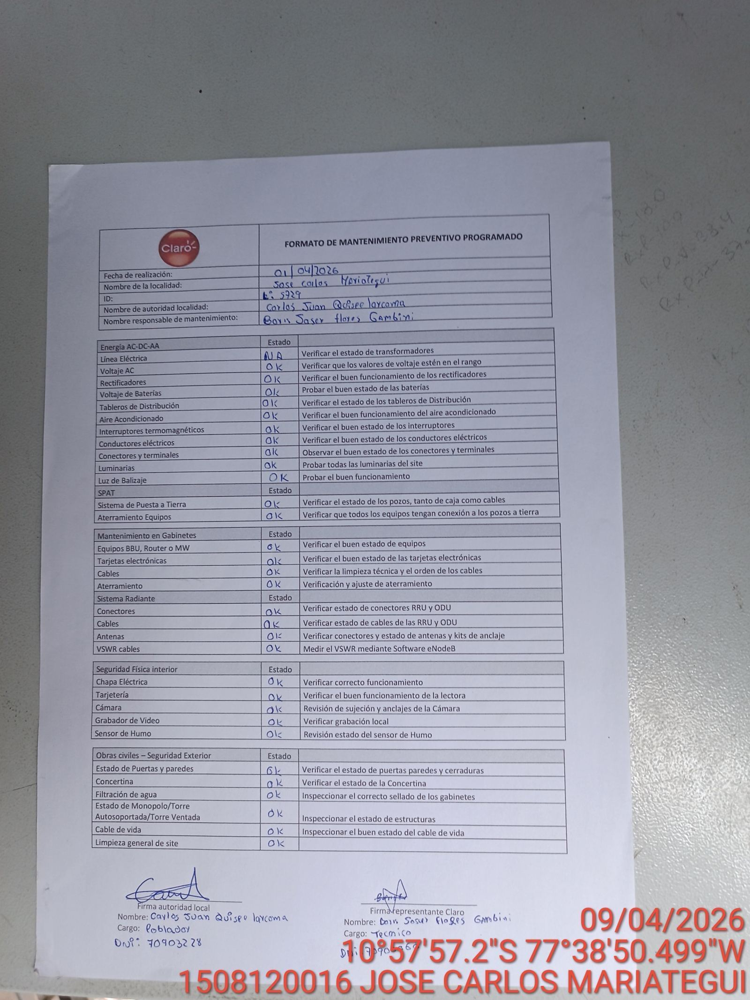 Claro
FORMATO DE MANTENIMIENTO PREVENTIVO PROGRAMADO
Fecha de realización: 01/04/2026
Nombre de la localidad: Jose Carlos Mariategui
ID: 5729
Nombre de autoridad localidad: Carlos Juan Quispe larcoma
Nombre responsable de mantenimiento: Boris Jaser flores Gambini
Energía AC-DC-AA Estado
Línea Eléctrica NA Verificar el estado de transformadores
Voltaje AC OK Verificar que los valores de voltaje estén en el rango
Rectificadores OK Verificar el buen funcionamiento de los rectificadores
Voltaje de Baterías OK Probar el buen estado de las baterías
Tableros de Distribución OK Verificar el estado de los tableros de Distribución
Aire Acondicionado OK Verificar el buen funcionamiento del aire acondicionado
Interruptores termomagnéticos OK Verificar el buen estado de los interruptores
Conductores eléctricos OK Verificar el buen estado de los conductores eléctricos
Conectores y terminales OK Observar el buen estado de los conectores y terminales
Luminarias OK Probar todas las luminarias del site
Luz de Balizaje OK Probar el buen funcionamiento
SPAT Estado
Sistema de Puesta a Tierra OK Verificar el estado de los pozos, tanto de caja como cables
Aterramiento Equipos OK Verificar que todos los equipos tengan conexión a los pozos a tierra
Mantenimiento en Gabinetes Estado
Equipos BBU, Router o MW OK Verificar el buen estado de equipos
Tarjetas electrónicas OK Verificar el buen estado de las tarjetas electrónicas
Cables OK Verificar la limpieza técnica y el orden de los cables
Aterramiento OK Verificación y ajuste de aterramiento
Sistema Radiante Estado
Conectores OK Verificar estado de conectores RRU y ODU
Cables OK Verificar estado de cables de las RRU y ODU
Antenas OK Verificar conectores y estado de antenas y kits de anclaje
VSWR cables OK Medir el VSWR mediante Software eNodeB
Seguridad Física interior Estado
Chapa Eléctrica OK Verificar correcto funcionamiento
Tarjetería OK Verificar el buen funcionamiento de la lectora
Cámara OK Revisión de sujeción y anclajes de la Cámara
Grabador de Video OK Verificar grabación local
Sensor de Humo OK Revisión estado del sensor de Humo
Obras civiles – Seguridad Exterior Estado
Estado de Puertas y paredes OK Verificar el estado de puertas paredes y cerraduras
Concertina OK Verificar el estado de la Concertina
Filtración de agua OK Inspeccionar el correcto sellado de los gabinetes
Estado de Monopolo/Torre
Autosoportada/Torre Ventada OK Inspeccionar el estado de estructuras
Cable de vida OK Inspeccionar el buen estado del cable de vida
Limpieza general de site OK
Firma autoridad local
Nombre: Carlos Juan Quispe larcoma
Cargo: Poblador
DNI: 70903228
Firma representante Claro
Nombre: Boris Jaser flores Gambini
Cargo: Tecnico
DNI:
09/04/2026
10°57'57.2"S 77°38'50.499"W
1508120016 JOSE CARLOS MARIATEGUI